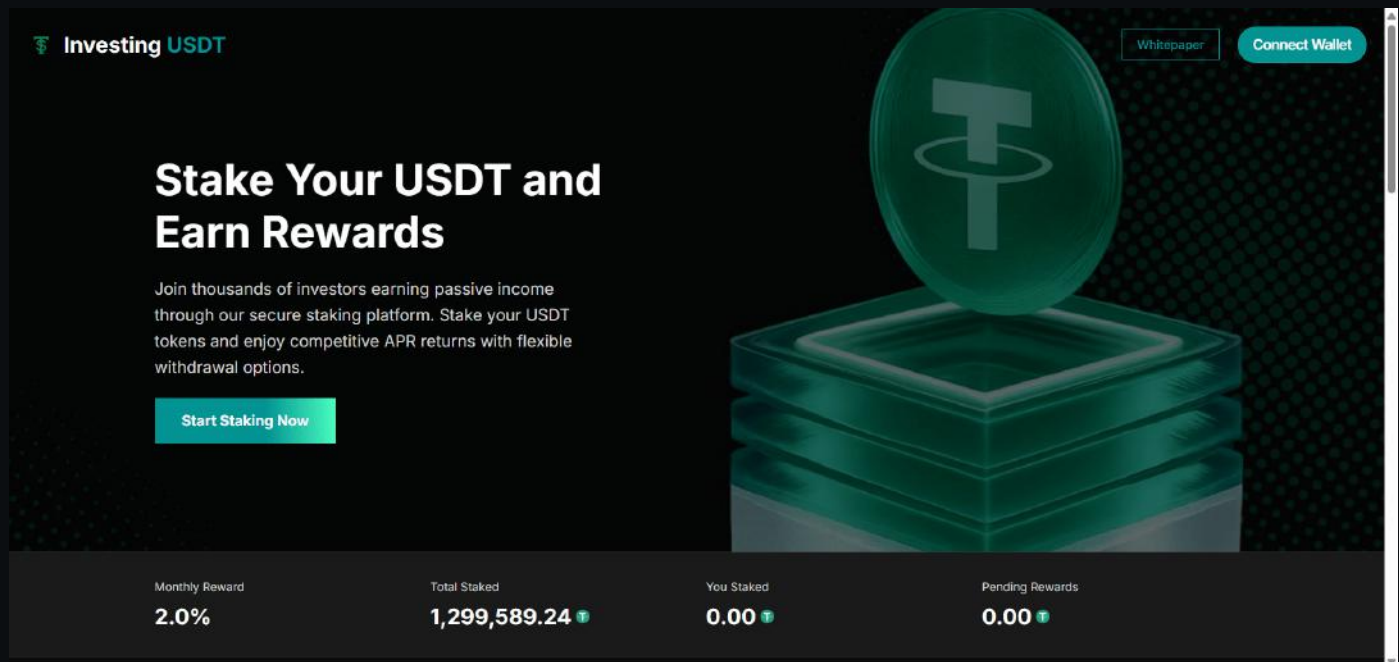 Investing USDT
Whitepaper
Connect Wallet
Stake Your USDT and
Earn Rewards
Join thousands of investors earning passive income
through our secure staking platform. Stake your USDT
tokens and enjoy competitive APR returns with flexible
withdrawal options.
Start Staking Now
Monthly Reward
2.0%
Total Staked
1,299,589.24
You Staked
0.00
Pending Rewards
0.00